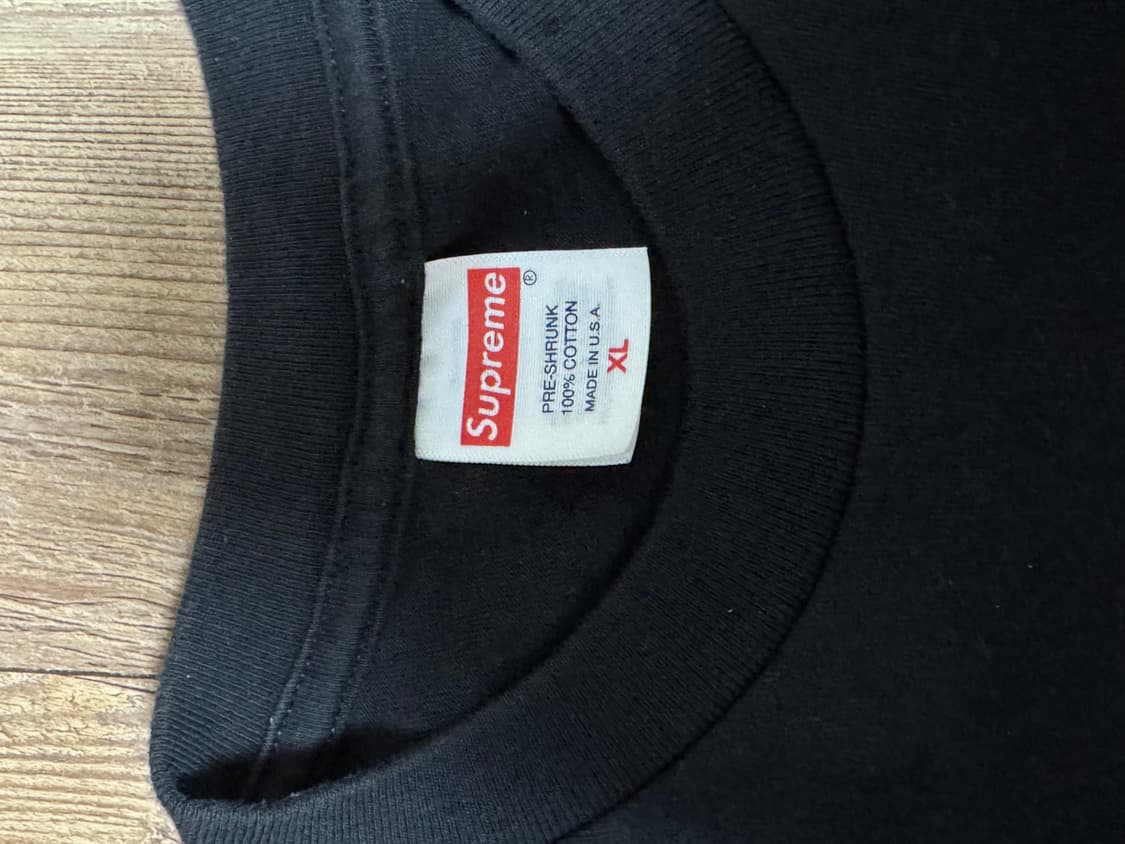 Supreme
®
PRE-SHRUNK
100% COTTON
MADE IN U.S.A.
XL